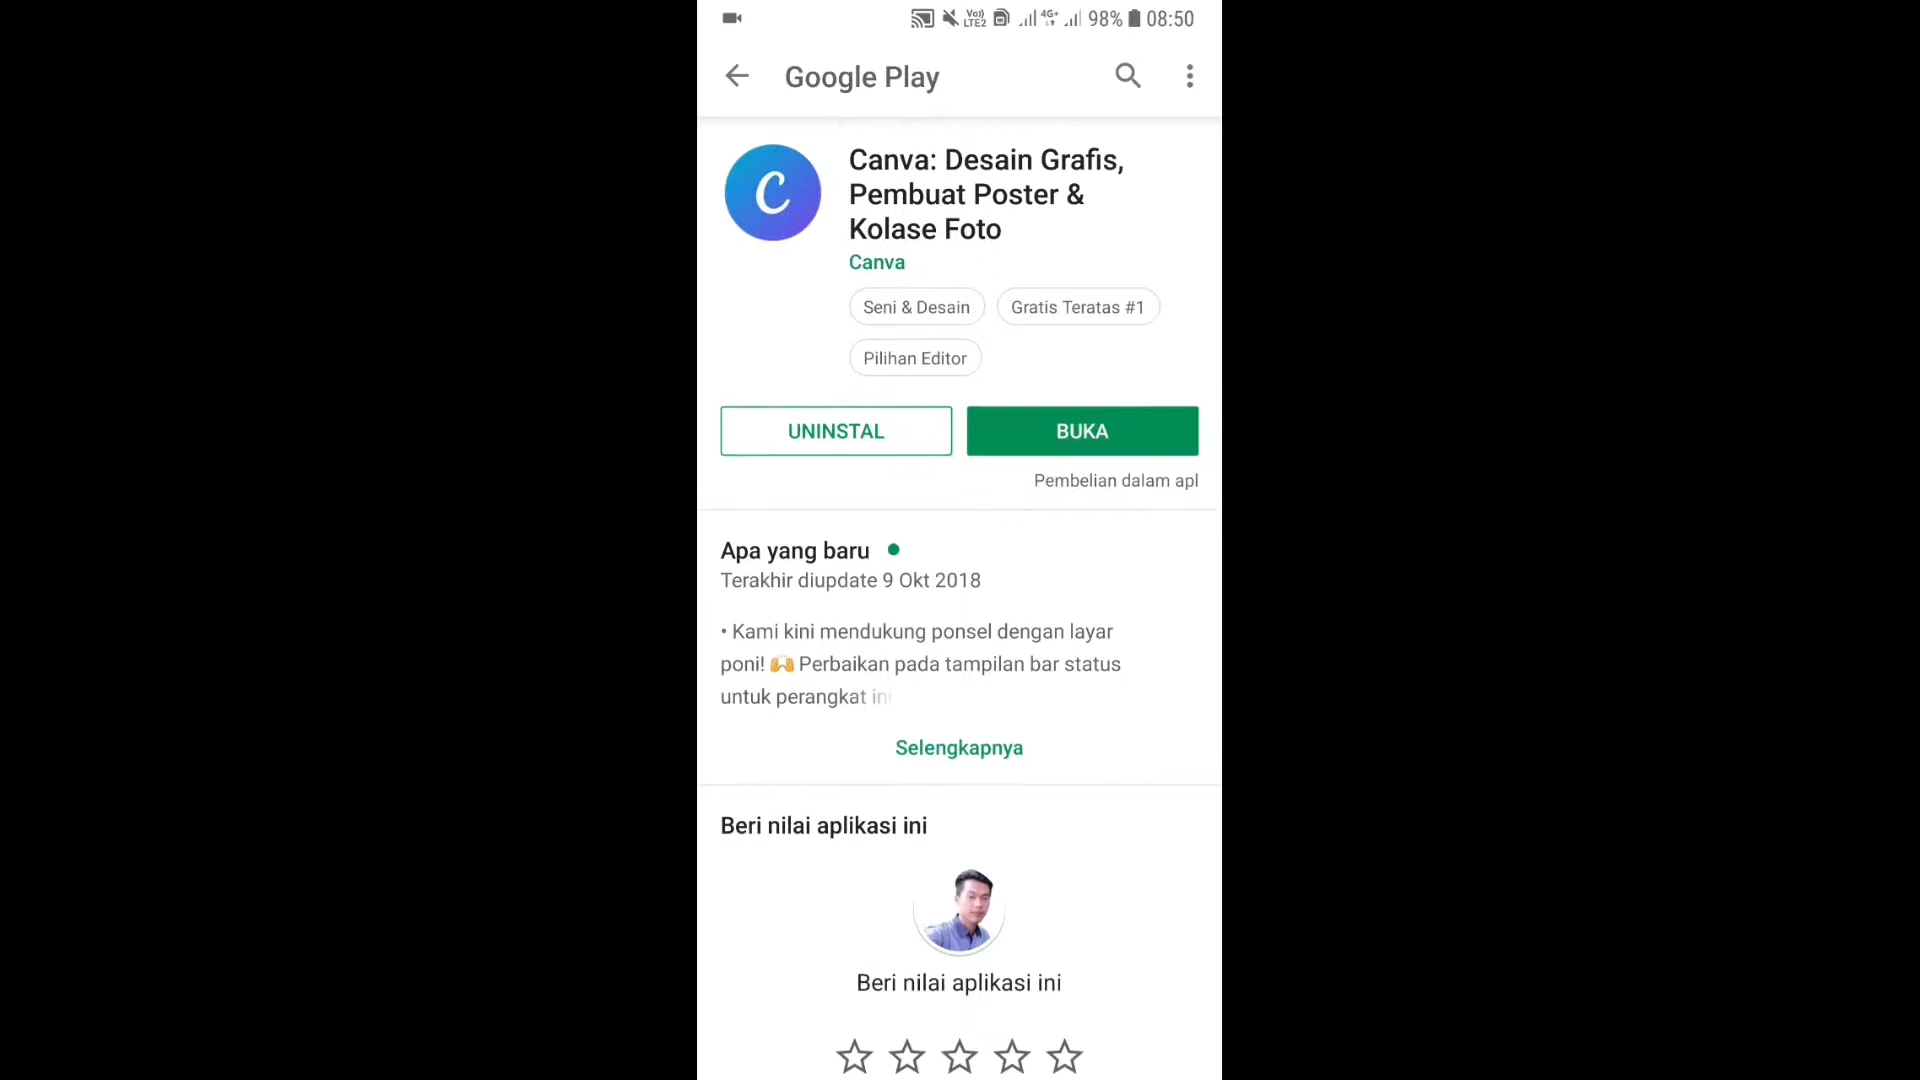 Vo))
LTE2
4G+
98%
08:50
Google Play
C
Canva: Desain Grafis,
Pembuat Poster &
Kolase Foto
Canva
Seni & Desain
Gratis Teratas #1
Pilihan Editor
UNINSTAL
BUKA
Pembelian dalam apl
Apa yang baru
Terakhir diupdate 9 Okt 2018
• Kami kini mendukung ponsel dengan layar
poni! 🙌 Perbaikan pada tampilan bar status
untuk perangkat ini
Selengkapnya
Beri nilai aplikasi ini
Beri nilai aplikasi ini